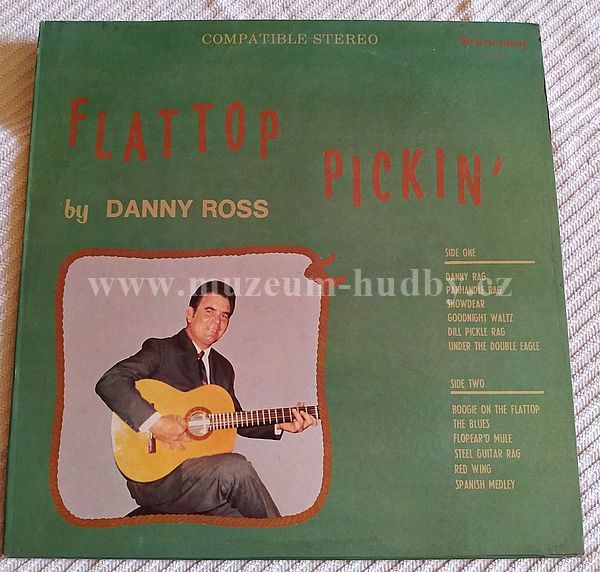 COMPATIBLE STEREO
Stoneway
FLATTOP
PICKIN'
by DANNY ROSS
SIDE ONE
DANNY RAG
PANHANDLE RAG
SNOWDEAR
GOODNIGHT WALTZ
DILL PICKLE RAG
UNDER THE DOUBLE EAGLE
SIDE TWO
BOOGIE ON THE FLATTOP
THE BLUES
FLOPEAR'D MULE
STEEL GUITAR RAG
RED WING
SPANISH MEDLEY
www.muzeum-hudby.cz